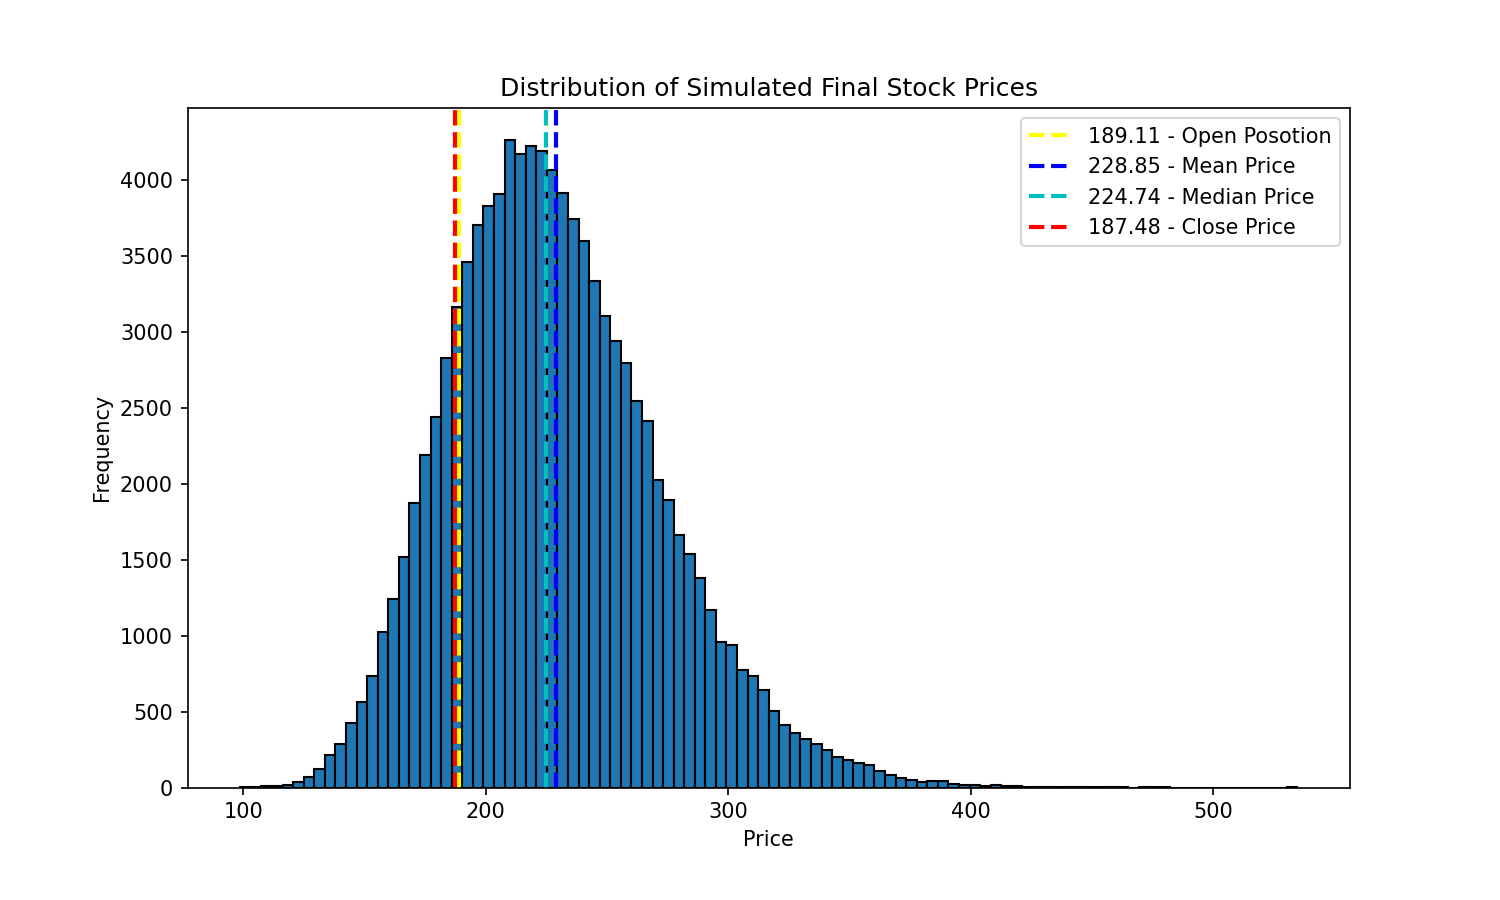 Distribution of Simulated Final Stock Prices
189.11 - Open Posotion
228.85 - Mean Price
224.74 - Median Price
187.48 - Close Price
4000
3500
3000
2500
2000
1500
1000
500
0
Frequency
100 200 300 400 500
Price